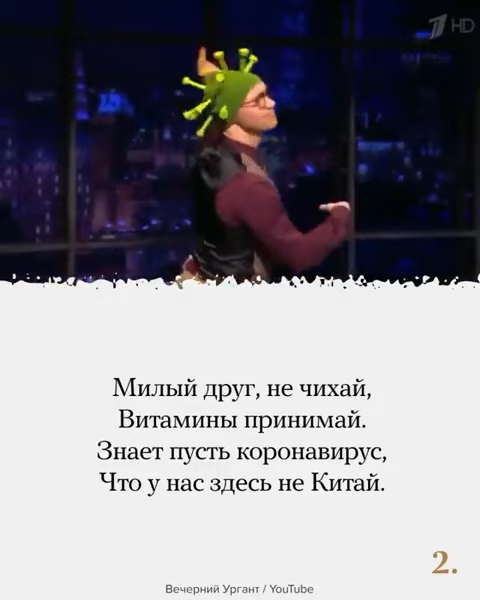 1 HD
Милый друг, не чихай,
Витамины принимай.
Знает пусть коронавирус,
Что у нас здесь не Китай.
2.
Вечерний Ургант / YouTube